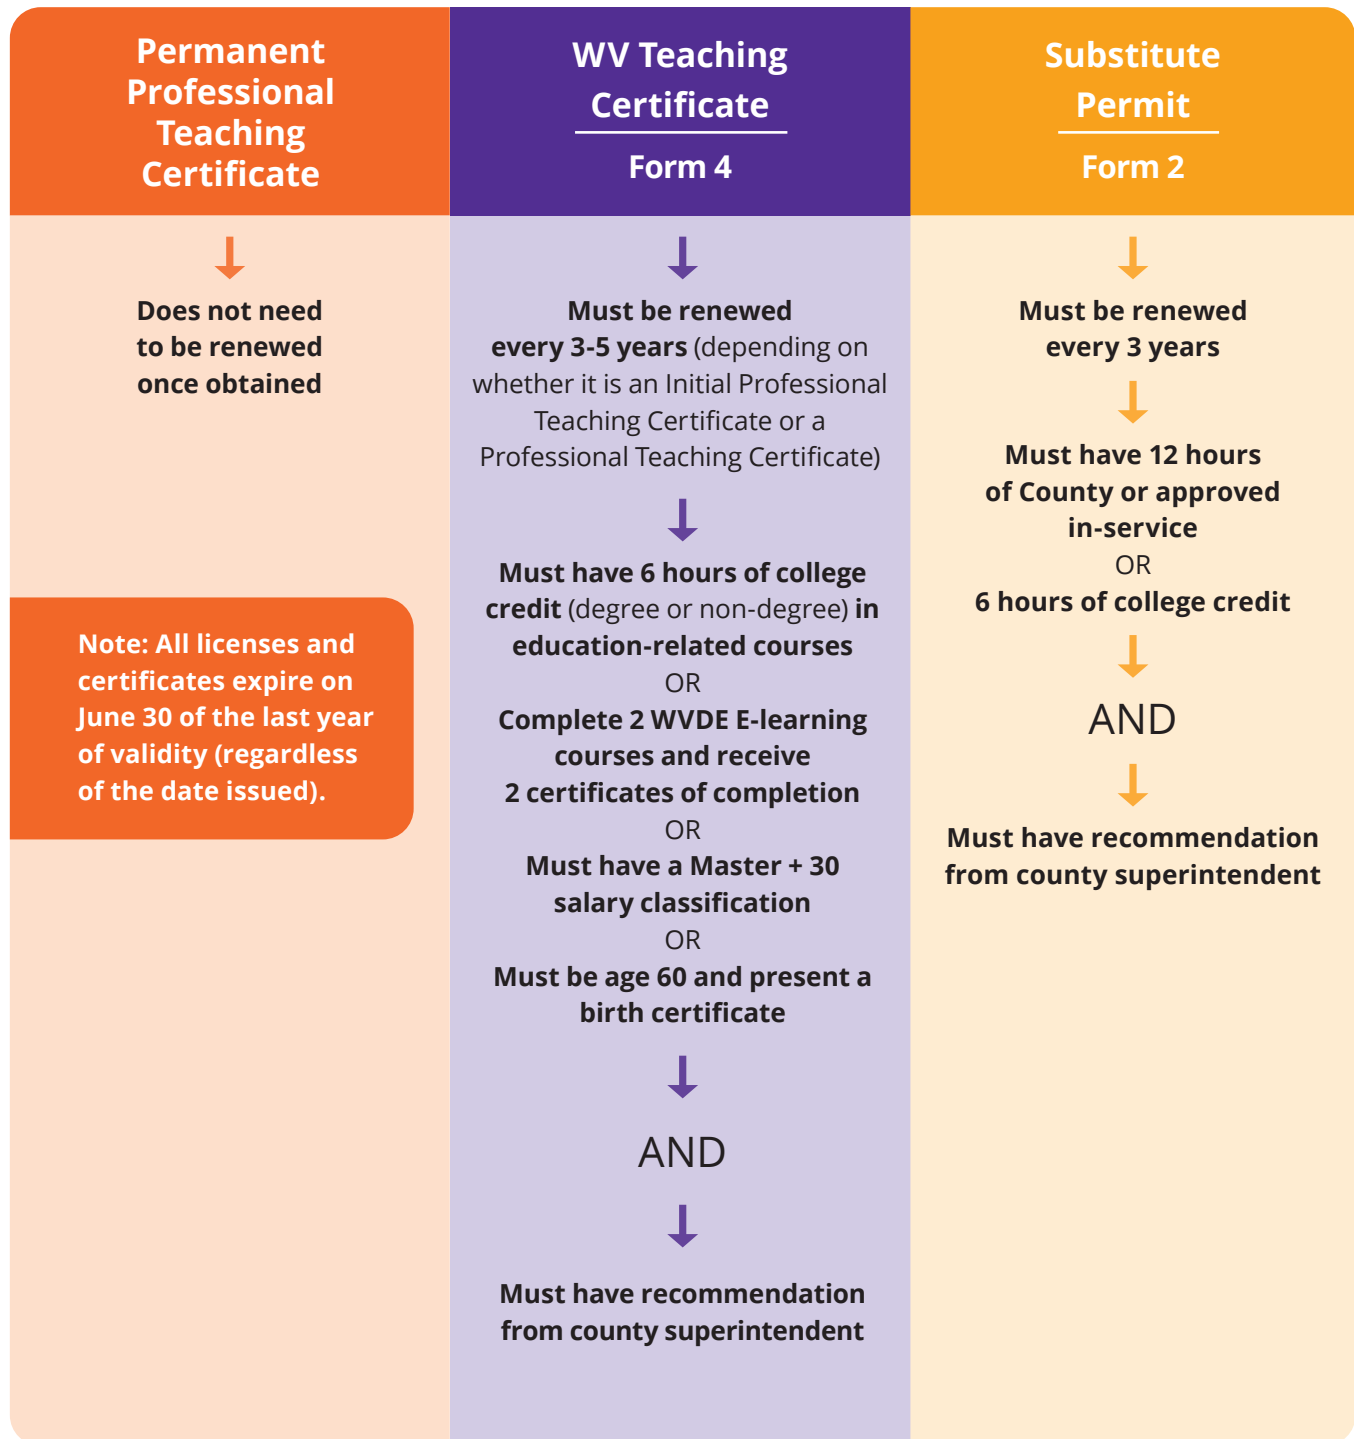 Permanent
Professional
Teaching
Certificate
Does not need
to be renewed
once obtained
Note: All licenses and
certificates expire on
June 30 of the last year
of validity (regardless
of the date issued).
WV Teaching
Certificate
Form 4
Must be renewed
every 3-5 years (depending on
whether it is an Initial Professional
Teaching Certificate or a
Professional Teaching Certificate)
Must have 6 hours of college
credit (degree or non-degree) in
education-related courses
OR
Complete 2 WVDE E-learning
courses and receive
2 certificates of completion
OR
Must have a Master + 30
salary classification
OR
Must be age 60 and present a
birth certificate
AND
Must have recommendation
from county superintendent
Substitute
Permit
Form 2
Must be renewed
every 3 years
Must have 12 hours
of County or approved
in-service
OR
6 hours of college credit
AND
Must have recommendation
from county superintendent